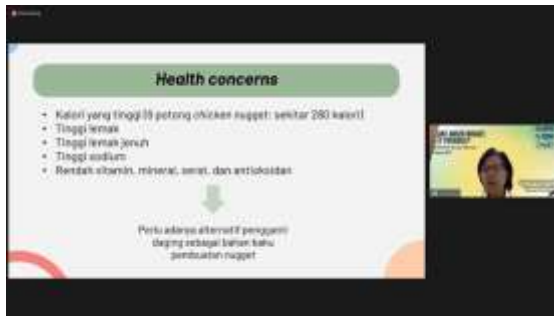 Health concerns
• Kalori yang tinggi (6 potong chicken nugget: sekitar 280 kalori)
• Tinggi lemak
• Tinggi lemak jenuh
• Tinggi sodium
• Rendah vitamin, mineral, serat, dan antioksidan
Perlu adanya alternatif pengganti
daging sebagai bahan baku
pembuatan nugget